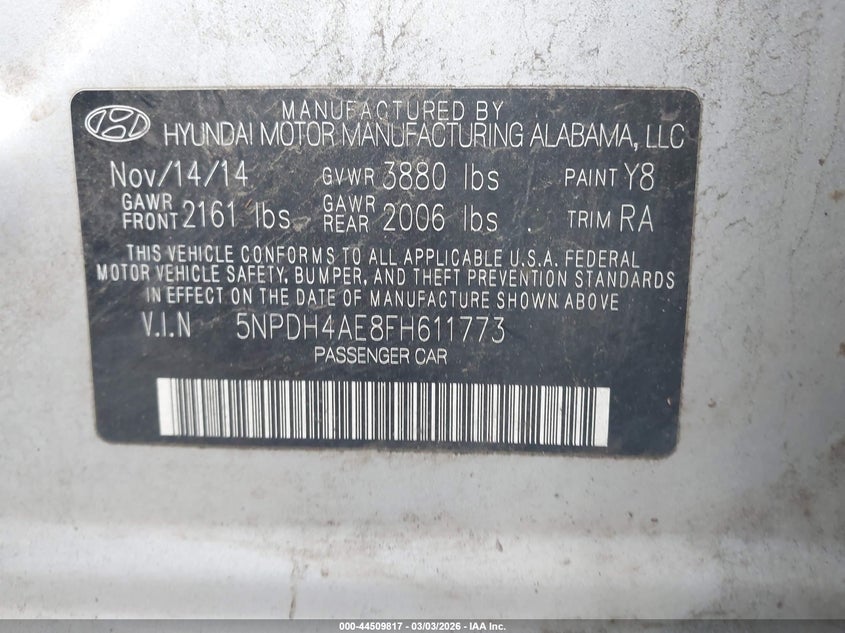 MANUFACTURED BY
HYUNDAI MOTOR MANUFACTURING ALABAMA, LLC
Nov/14/14 GVWR 3880 lbs PAINT Y8
GAWR FRONT 2161 lbs GAWR REAR 2006 lbs . TRIM RA
THIS VEHICLE CONFORMS TO ALL APPLICABLE U.S.A. FEDERAL
MOTOR VEHICLE SAFETY, BUMPER, AND THEFT PREVENTION STANDARDS
IN EFFECT ON THE DATE OF MANUFACTURE SHOWN ABOVE
V.I.N 5NPDH4AE8FH611773
PASSENGER CAR
000-44509817 - 03/03/2026 - IAA Inc.